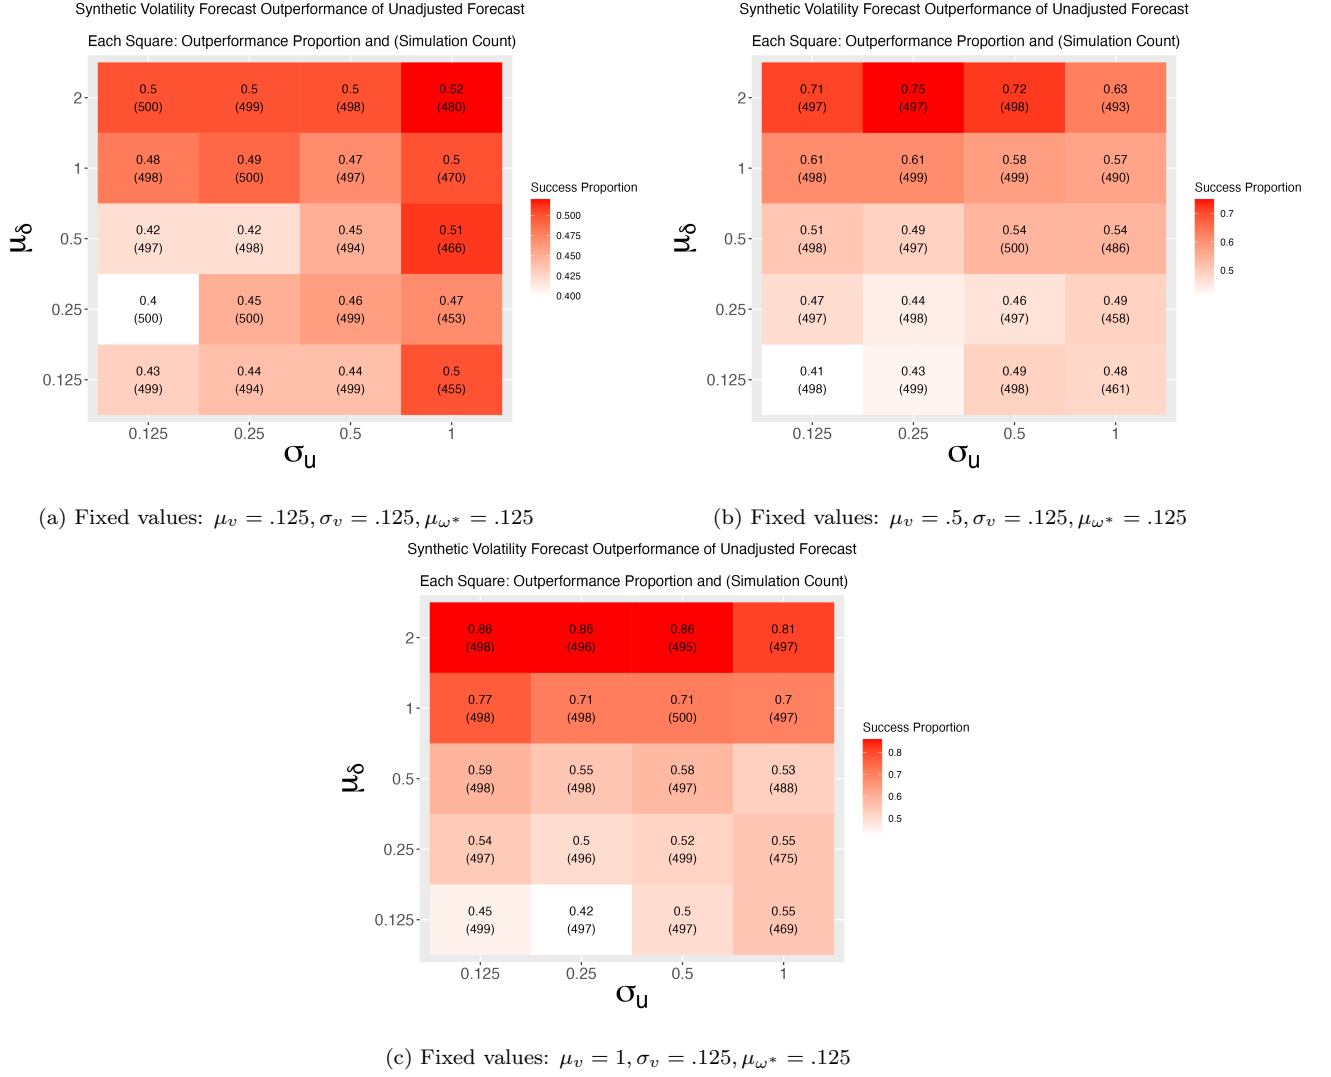 Synthetic Volatility Forecast Outperformance of Unadjusted Forecast
Each Square: Outperformance Proportion and (Simulation Count)
2
0.5 0.5 0.5 0.52
(500) (499) (498) (480)
1
0.48 0.49 0.47 0.5
(498) (500) (497) (470)
μδ
0.5
0.42 0.42 0.45 0.51
(497) (498) (494) (466)
0.25
0.4 0.45 0.46 0.47
(500) (500) (499) (453)
0.125
0.43 0.44 0.44 0.5
(499) (494) (499) (455)
0.125 0.25 0.5 1
σu
Success Proportion
0.500
0.475
0.450
0.425
0.400
(a) Fixed values: μv = .125, σv = .125, μω* = .125
Synthetic Volatility Forecast Outperformance of Unadjusted Forecast
Each Square: Outperformance Proportion and (Simulation Count)
2
0.71 0.75 0.72 0.63
(497) (497) (498) (493)
1
0.61 0.61 0.58 0.57
(498) (499) (499) (490)
μδ
0.5
0.51 0.49 0.54 0.54
(498) (497) (500) (486)
0.25
0.47 0.44 0.46 0.49
(497) (498) (497) (458)
0.125
0.41 0.43 0.49 0.48
(498) (499) (498) (461)
0.125 0.25 0.5 1
σu
Success Proportion
0.7
0.6
0.5
(b) Fixed values: μv = .5, σv = .125, μω* = .125
Synthetic Volatility Forecast Outperformance of Unadjusted Forecast
Each Square: Outperformance Proportion and (Simulation Count)
2
0.86 0.86 0.86 0.81
(498) (496) (495) (497)
1
0.77 0.71 0.71 0.7
(498) (498) (500) (497)
μδ
0.5
0.59 0.55 0.58 0.53
(498) (498) (497) (488)
0.25
0.54 0.5 0.52 0.55
(497) (496) (499) (475)
0.125
0.45 0.42 0.5 0.55
(499) (497) (497) (469)
0.125 0.25 0.5 1
σu
Success Proportion
0.8
0.7
0.6
0.5
(c) Fixed values: μv = 1, σv = .125, μω* = .125